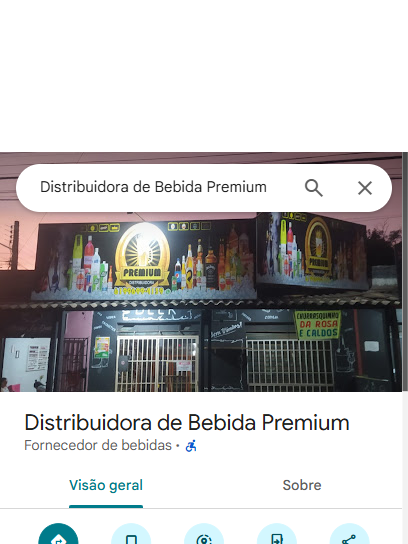 Distribuidora de Bebida Premium
PREMIUM
DISTRIBUIDORA
PREMIUM
CHURRASQUINHO
DA ROSA
E CALDOS
Distribuidora de Bebida Premium
Fornecedor de bebidas ·
Visão geral
Sobre